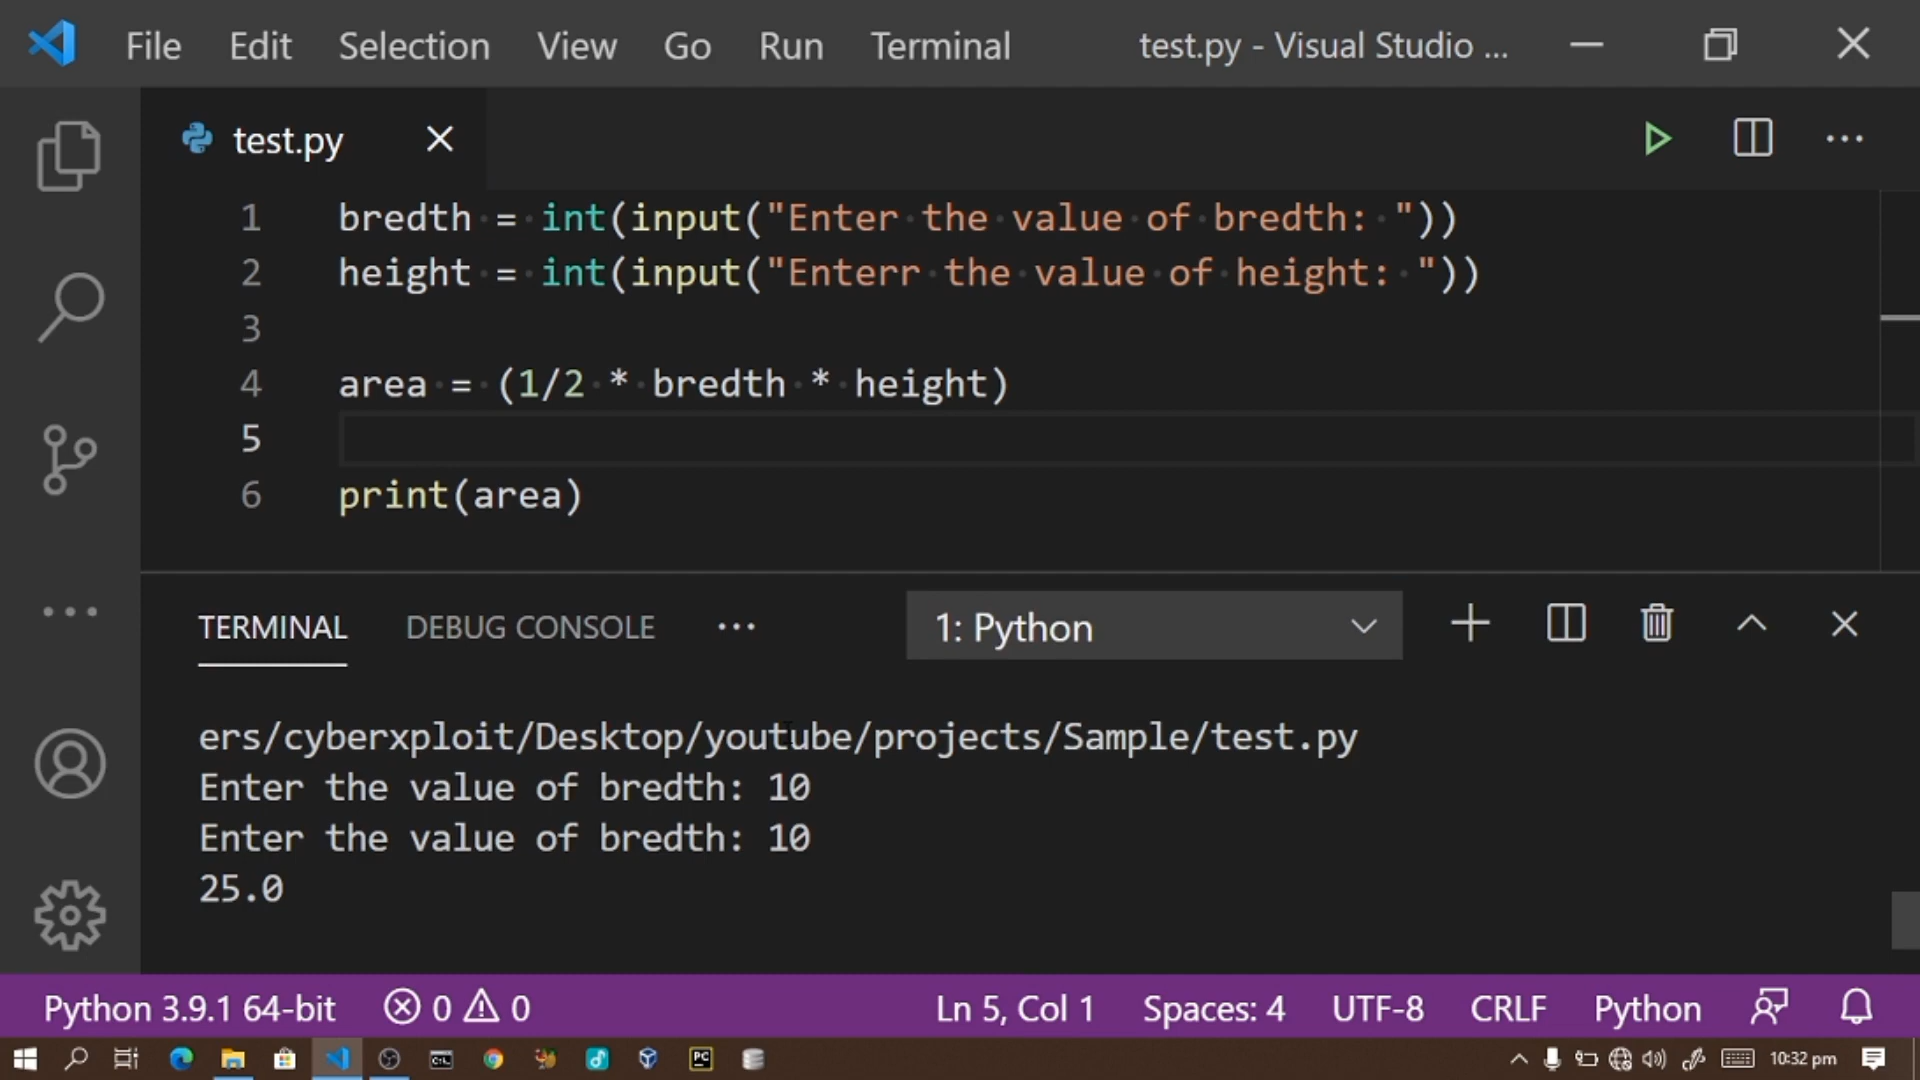 File Edit Selection View Go Run Terminal test.py - Visual Studio ...
test.py
1 bredth = int(input("Enter the value of bredth: "))
2 height = int(input("Enterr the value of height: "))
3
4 area = (1/2 * bredth * height)
5
6 print(area)
TERMINAL DEBUG CONSOLE ... 1: Python
ers/cyberxploit/Desktop/youtube/projects/Sample/test.py
Enter the value of bredth: 10
Enter the value of bredth: 10
25.0
Python 3.9.1 64-bit 0 0 Ln 5, Col 1 Spaces: 4 UTF-8 CRLF Python
C:\ PC 10:32 pm